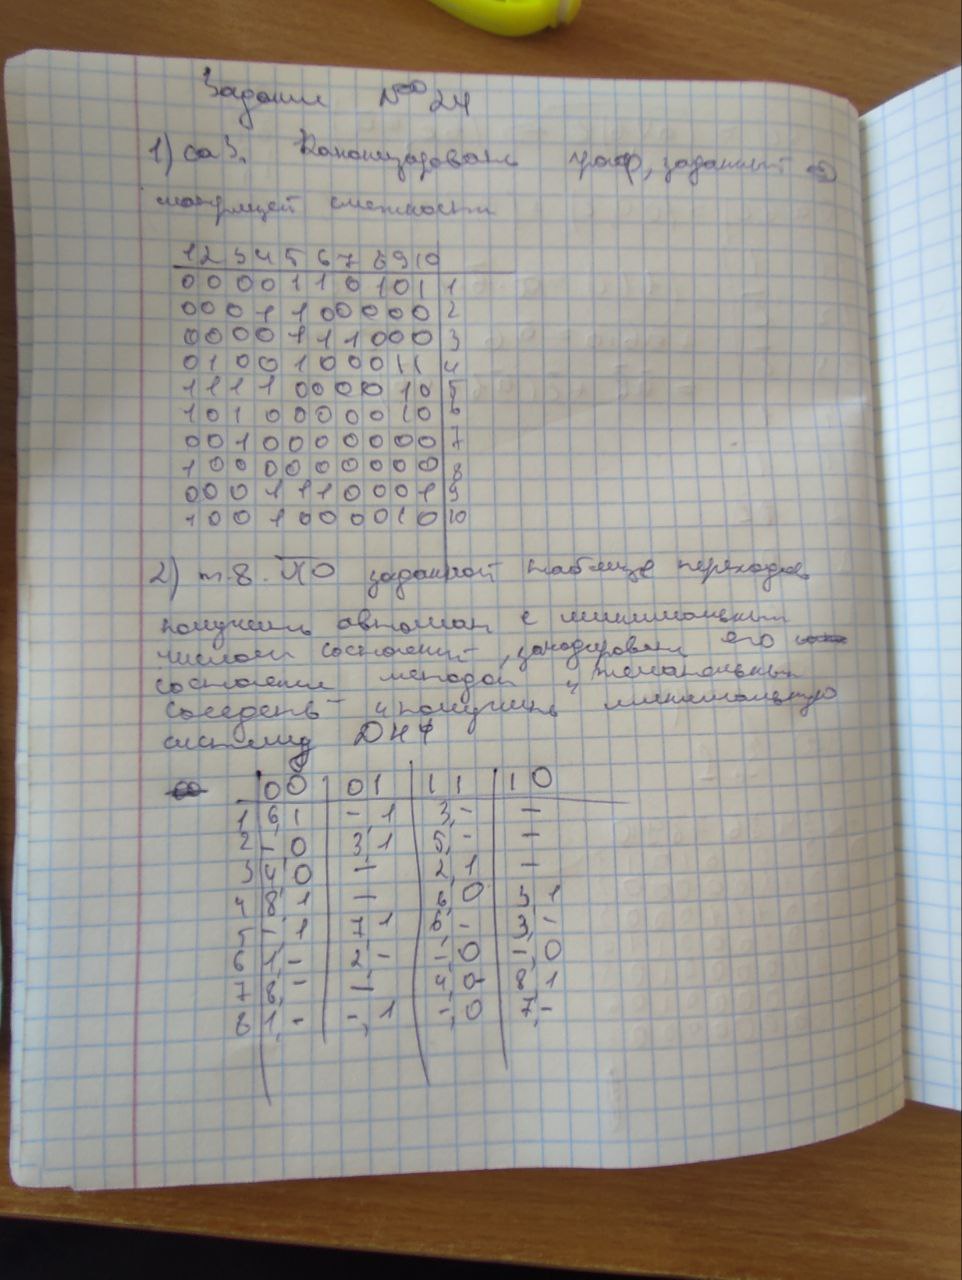 Задание №24
1) са 3. Канонизировать граф, заданный
матрицей смежности
1 2 3 4 5 6 7 8 9 10
0 0 0 0 1 1 0 1 0 1 1
0 0 0 1 1 0 0 0 0 0 2
0 0 0 0 1 1 1 0 0 0 3
0 1 0 0 1 0 0 0 1 1 4
1 1 1 1 0 0 0 0 1 0 5
1 0 1 0 0 0 0 0 1 0 6
0 0 1 0 0 0 0 0 0 0 7
1 0 0 0 0 0 0 0 0 0 8
0 0 0 1 1 1 0 0 0 1 9
1 0 0 1 0 0 0 0 1 0 10
2) т.8. ПО заданной таблице переходов
получить автомат с минимальным
числом состояний, закодировать его
состояния методом желательных
соседств и получить минимальную
систему ДНФ
00 01 11 10
1 6,1 -,1 3,- -
2 -,0 3,1 5,- -
3 4,0 - 2,1 -
4 8,1 - 6,0 5,1
5 -,1 7,1 6,- 3,-
6 1,- 2,- -,0 -,0
7 8,- - 4,0 8,1
8 1,- -,1 -,0 7,-